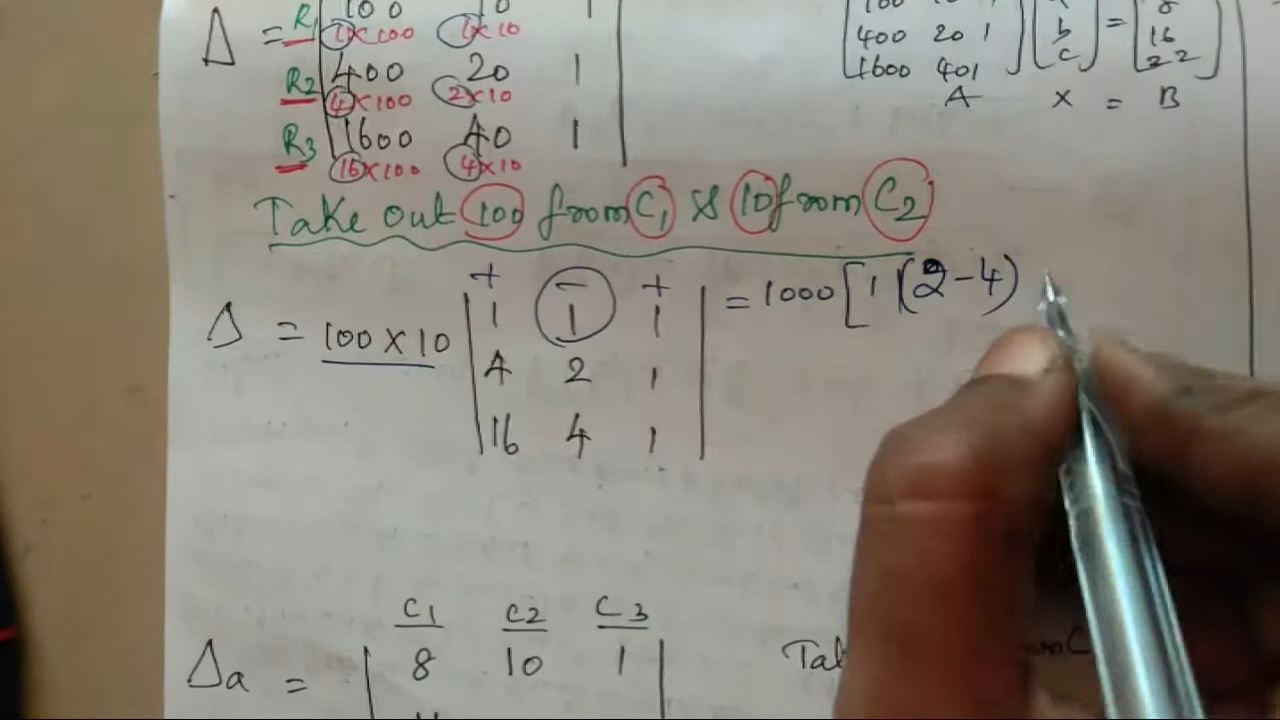 100 10 1
Δ = R1 1×100 1×10
400 20 1
R2 4×100 2×10
1600 40 1
R3 16×100 4×10
400 20 1 b = 16
1600 40 1 c 22
A X = B
Take out 100 from C1 & 10 from C2
+ − +
Δ = 100 × 10 | 1 1 1 | = 1000 [ 1 (2 − 4)
4 2 1
16 4 1
C1 C2 C3
Δa = | 8 10 1 |